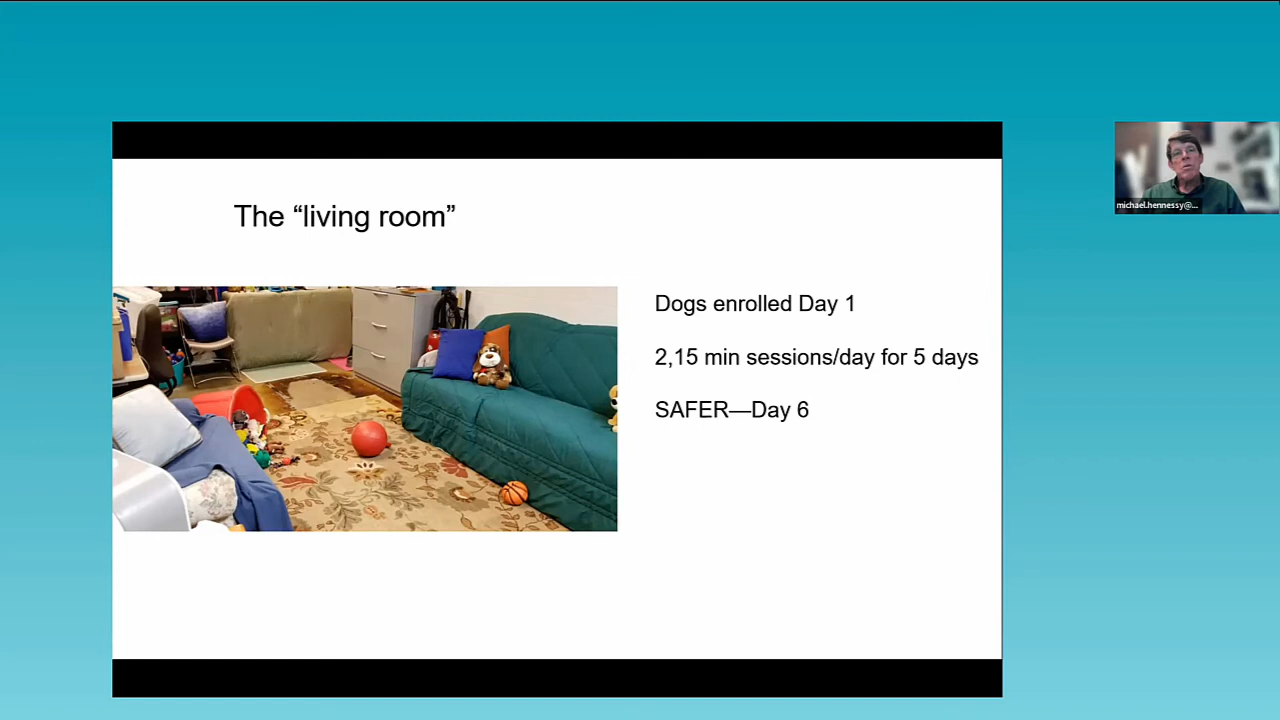 The “living room”
Dogs enrolled Day 1
2,15 min sessions/day for 5 days
SAFER—Day 6
michael.hennessy@...